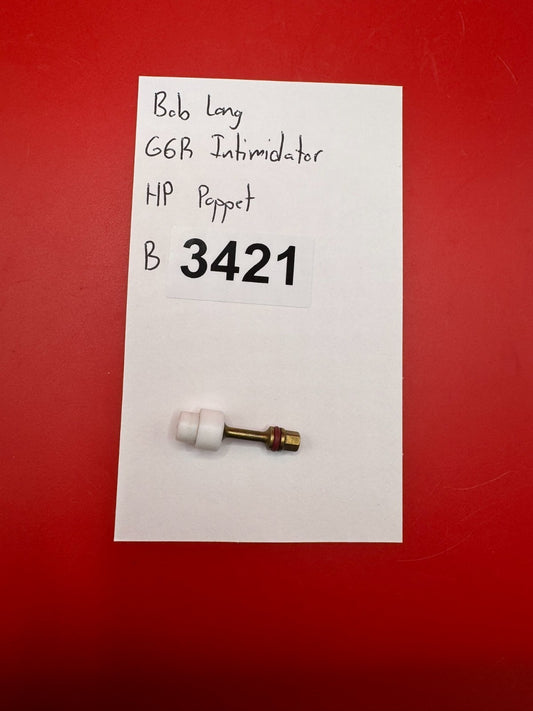 Bob Long
G6R Intimidator
HP Poppet
B 3421